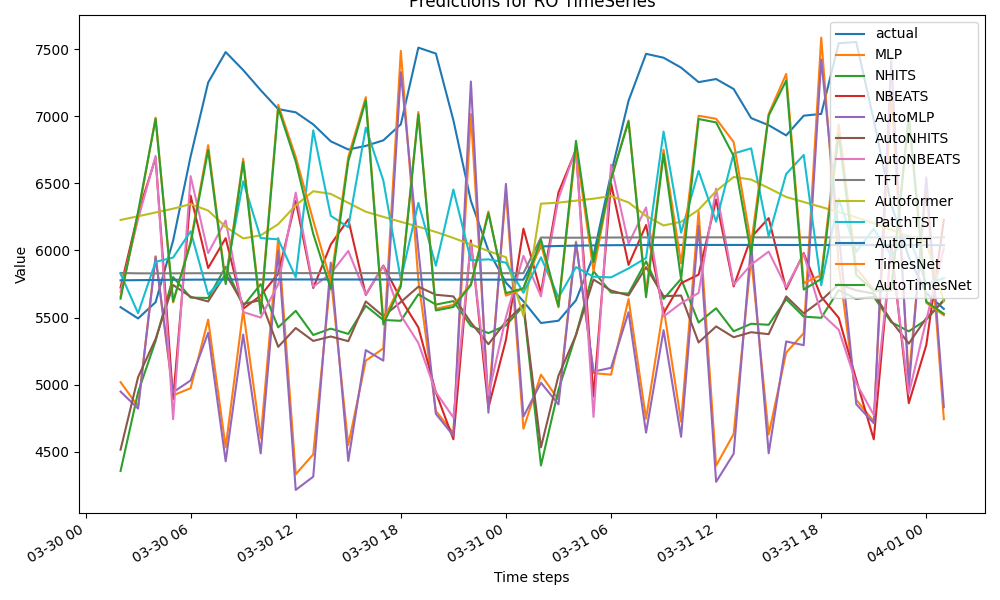 Predictions for RO TimeSeries
7500
7000
6500
6000
5500
5000
4500
Value
actual
MLP
NHITS
NBEATS
AutoMLP
AutoNHITS
AutoNBEATS
TFT
Autoformer
PatchTST
AutoTFT
TimesNet
AutoTimesNet
03-30 00
03-30 06
03-30 12
03-30 18
03-31 00
03-31 06
03-31 12
03-31 18
04-01 00
Time steps